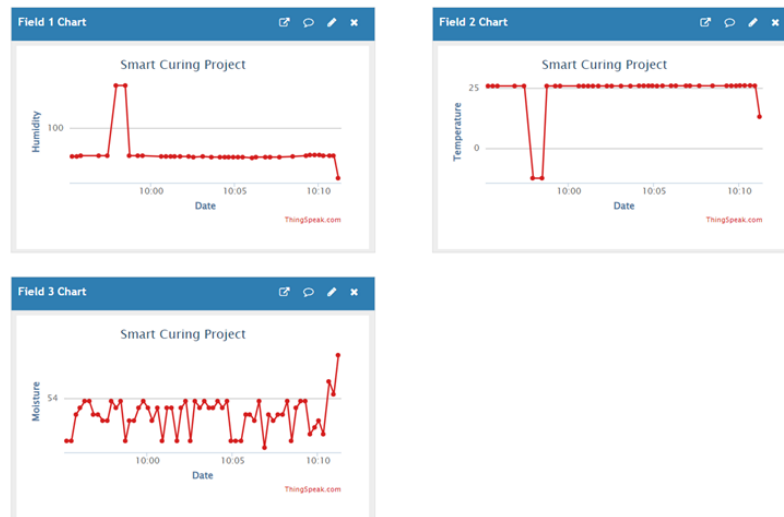 Field 1 Chart
Smart Curing Project
Humidity
100
10:00 10:05 10:10
Date
ThingSpeak.com
Field 2 Chart
Smart Curing Project
Temperature
25
0
10:00 10:05 10:10
Date
ThingSpeak.com
Field 3 Chart
Smart Curing Project
Moisture
54
10:00 10:05 10:10
Date
ThingSpeak.com